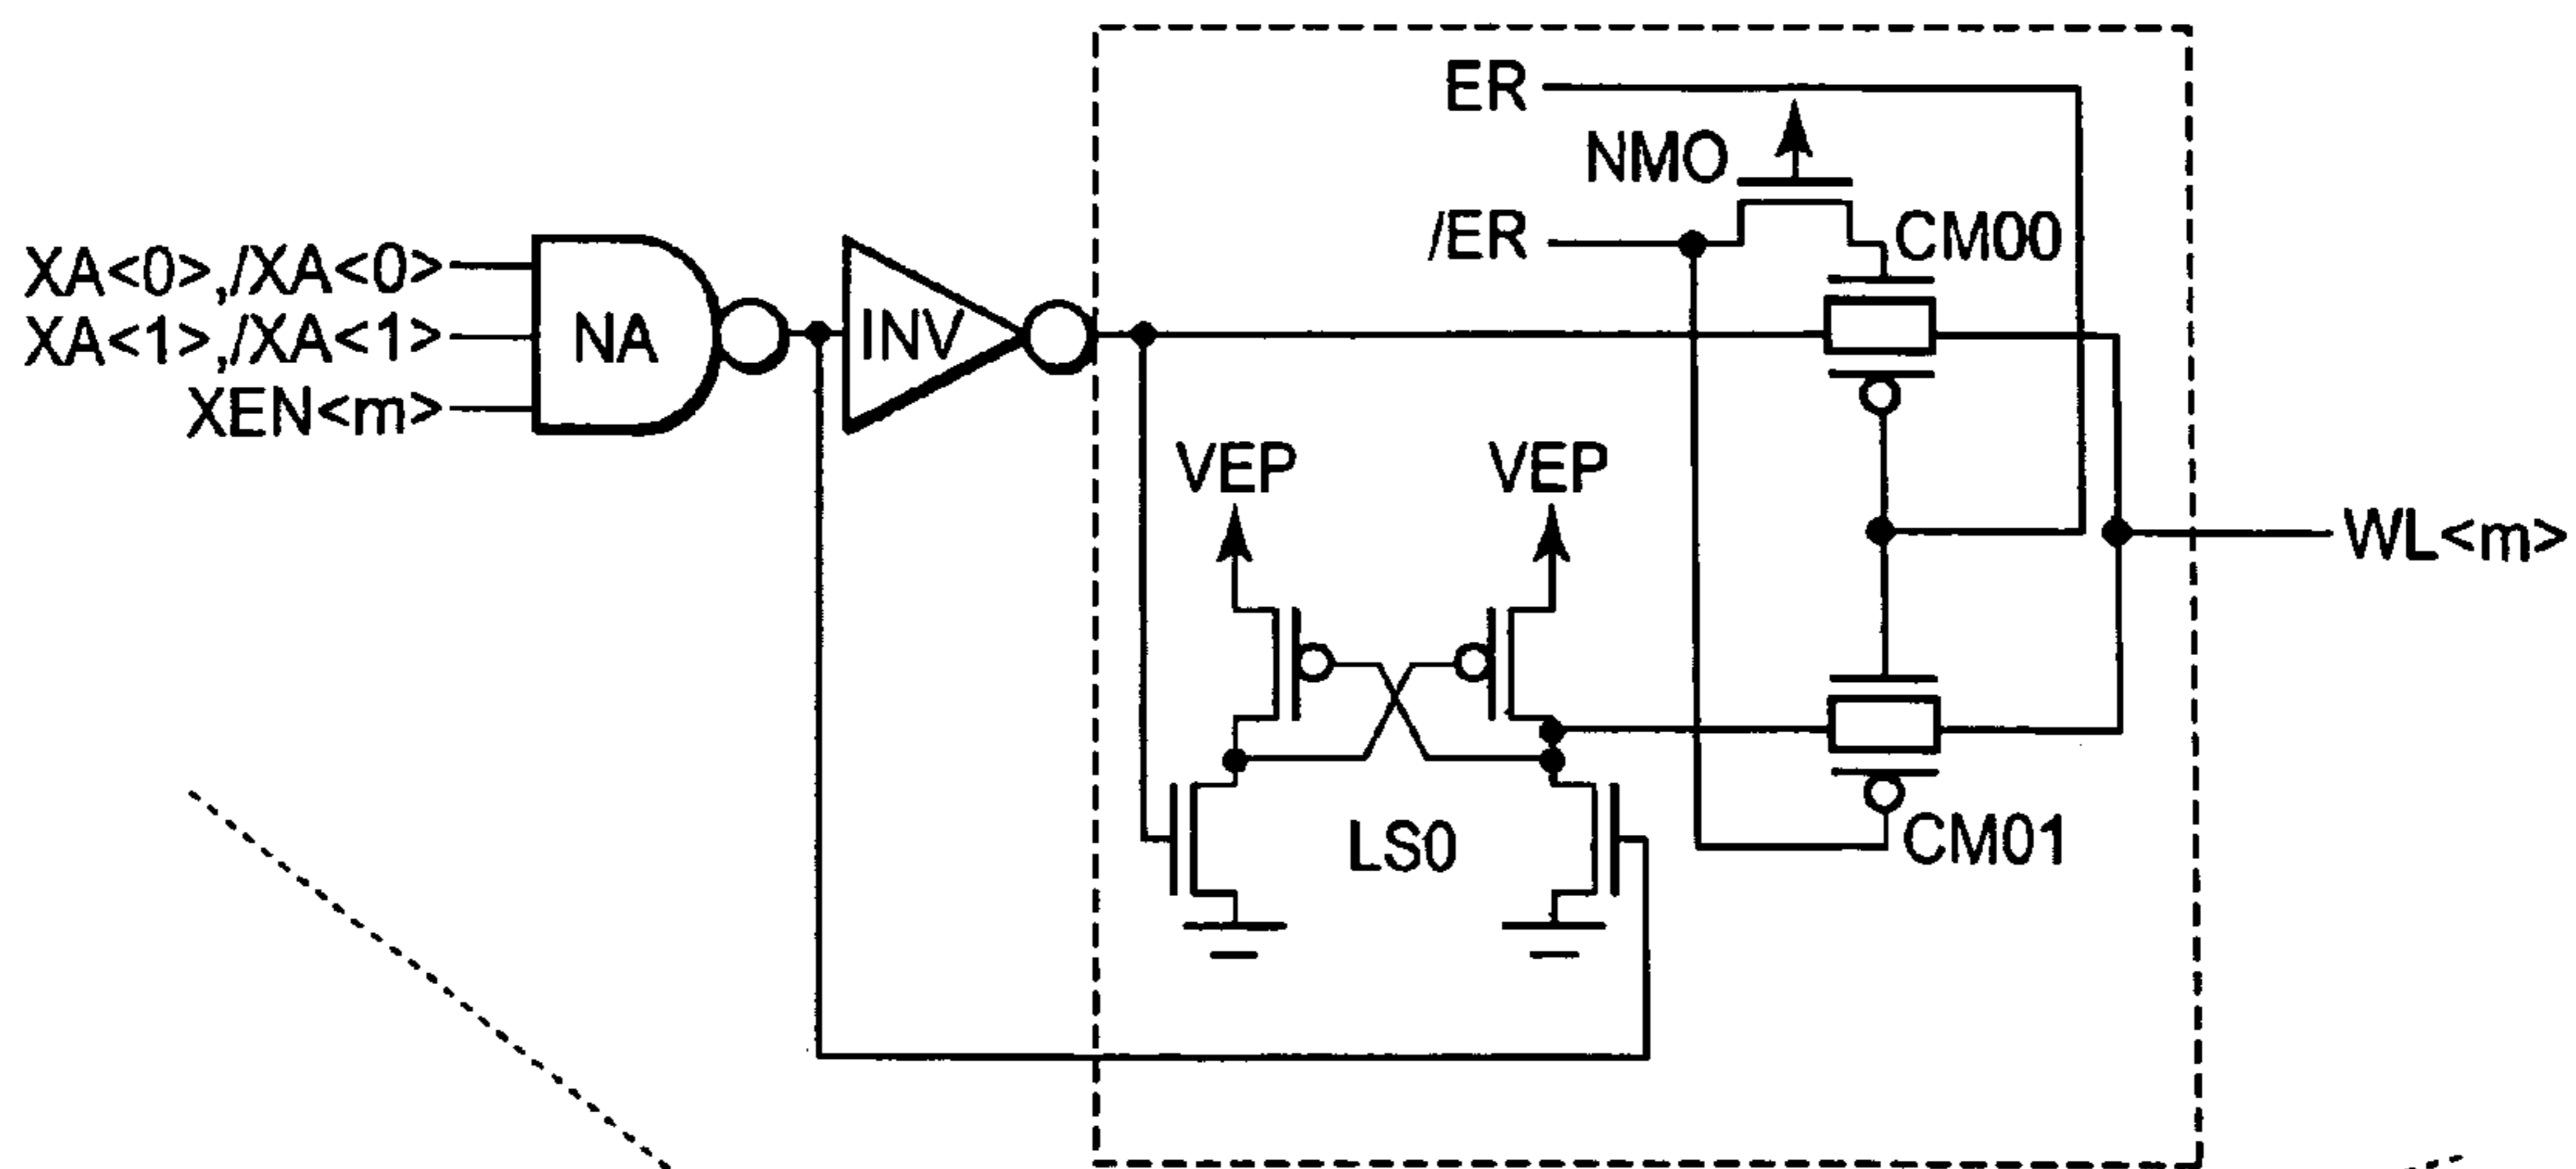 ER
NMO
/ER
CM00
XA<0>,/XA<0>
XA<1>,/XA<1>
XEN<m>
NA
INV
VEP
VEP
WL<m>
LS0
CM01